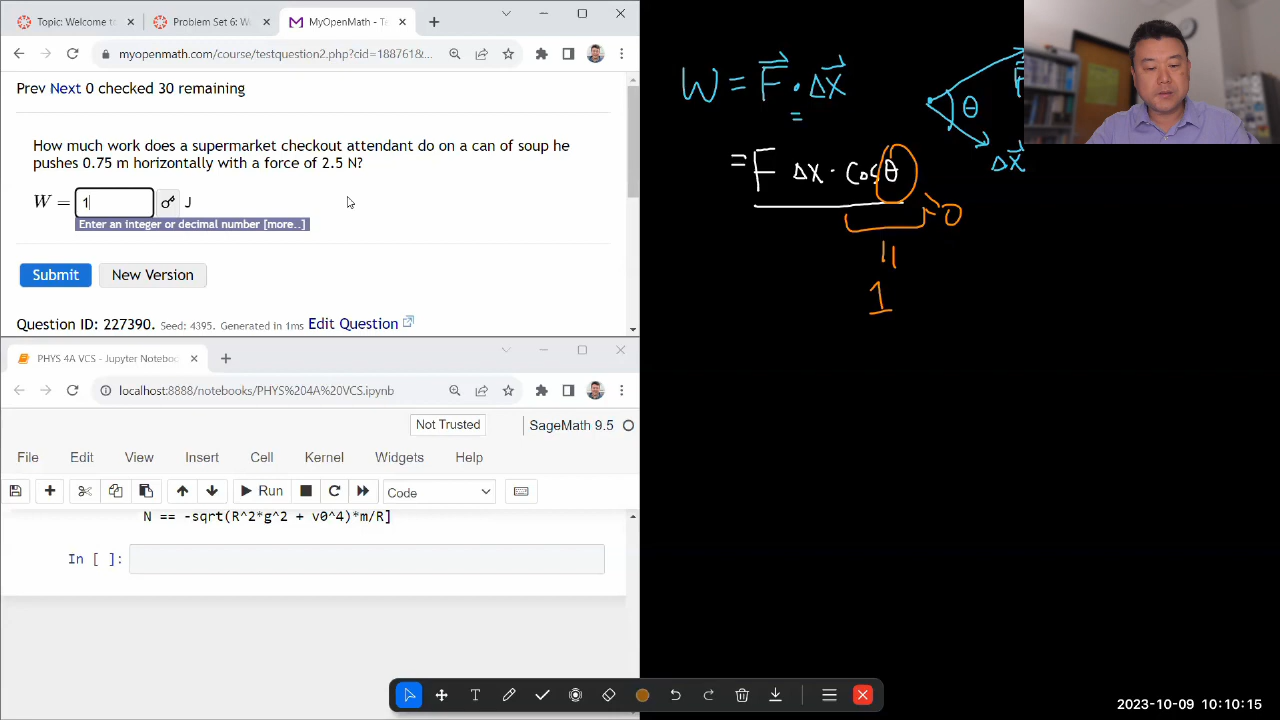 Topic: Welcome t
Problem Set 6: W
MyOpenMath - Te
myopenmath.com/course/testquestion2.php?cid=188761&...
Prev Next 0 checked 30 remaining
How much work does a supermarket checkout attendant do on a can of soup he
pushes 0.75 m horizontally with a force of 2.5 N?
W = 1 J
Enter an integer or decimal number [more..]
Submit New Version
Question ID: 227390. Seed: 4395. Generated in 1ms Edit Question
PHYS 4A VCS - Jupyter Notebo
localhost:8888/notebooks/PHYS%204A%20VCS.ipynb
Not Trusted SageMath 9.5
File Edit View Insert Cell Kernel Widgets Help
Run Code
N == -sqrt(R^2*g^2 + v0^4)*m/R]
In [ ]:
W = F⃗ · Δx⃗
= F Δx · cosθ
0
||
1
θ
F⃗
Δx⃗
T
2023-10-09 10:10:15